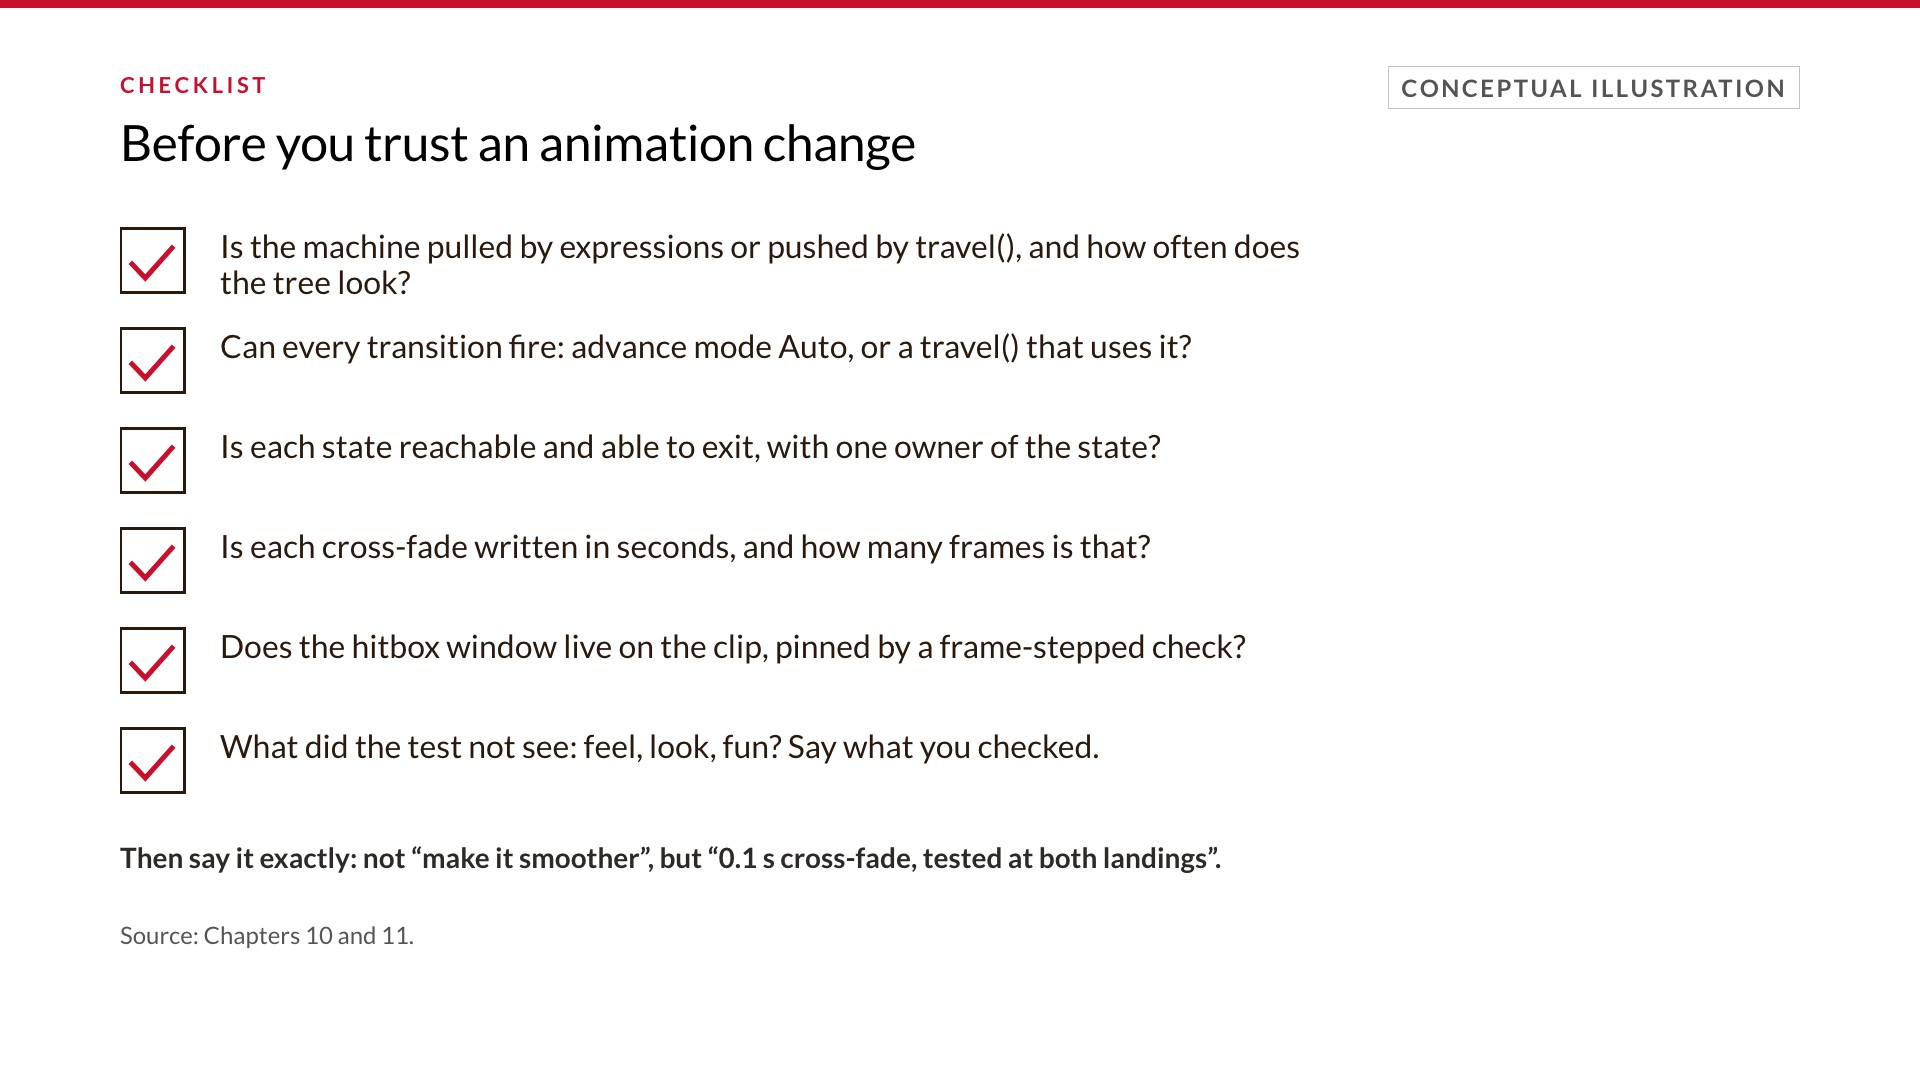 CHECKLIST
CONCEPTUAL ILLUSTRATION
Before you trust an animation change
Is the machine pulled by expressions or pushed by travel(), and how often does
the tree look?
Can every transition fire: advance mode Auto, or a travel() that uses it?
Is each state reachable and able to exit, with one owner of the state?
Is each cross-fade written in seconds, and how many frames is that?
Does the hitbox window live on the clip, pinned by a frame-stepped check?
What did the test not see: feel, look, fun? Say what you checked.
Then say it exactly: not “make it smoother”, but “0.1 s cross-fade, tested at both landings”.
Source: Chapters 10 and 11.